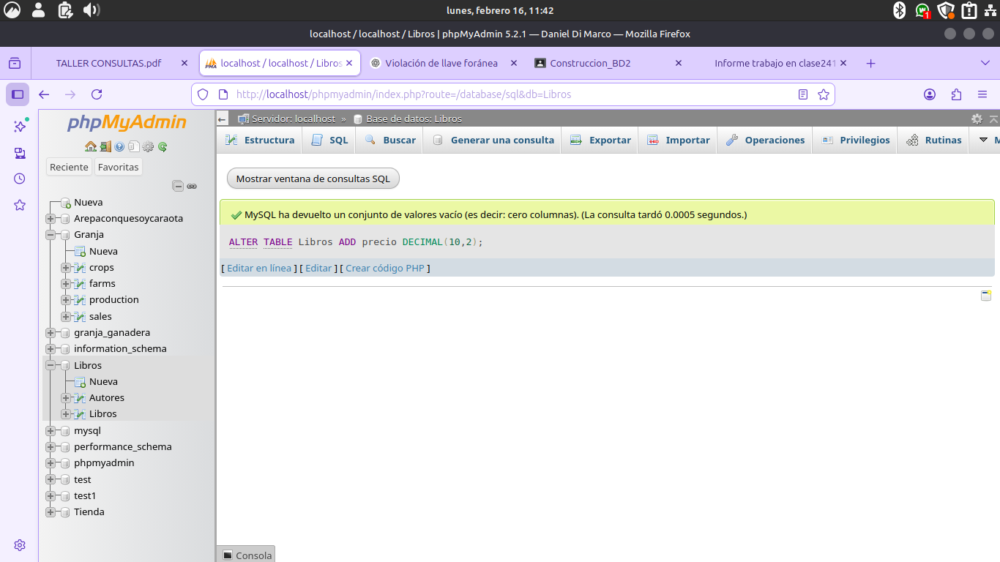 lunes, febrero 16, 11:42
1
localhost / localhost / Libros | phpMyAdmin 5.2.1 — Daniel Di Marco — Mozilla Firefox
TALLER CONSULTAS.pdf
localhost / localhost / Libros
Violación de llave foránea
Construccion_BD2
Informe trabajo en clase241
http://localhost/phpmyadmin/index.php?route=/database/sql&db=Libros
phpMyAdmin
Reciente
Favoritas
Nueva
Arepaconquesoycaraota
Granja
Nueva
crops
farms
production
sales
granja_ganadera
information_schema
Libros
Nueva
Autores
Libros
mysql
performance_schema
phpmyadmin
test
test1
Tienda
Servidor: localhost » Base de datos: Libros
Estructura
SQL
Buscar
Generar una consulta
Exportar
Importar
Operaciones
Privilegios
Rutinas
Mostrar ventana de consultas SQL
MySQL ha devuelto un conjunto de valores vacío (es decir: cero columnas). (La consulta tardó 0.0005 segundos.)
ALTER TABLE Libros ADD precio DECIMAL(10,2);
[ Editar en línea ] [ Editar ] [ Crear código PHP ]
Consola